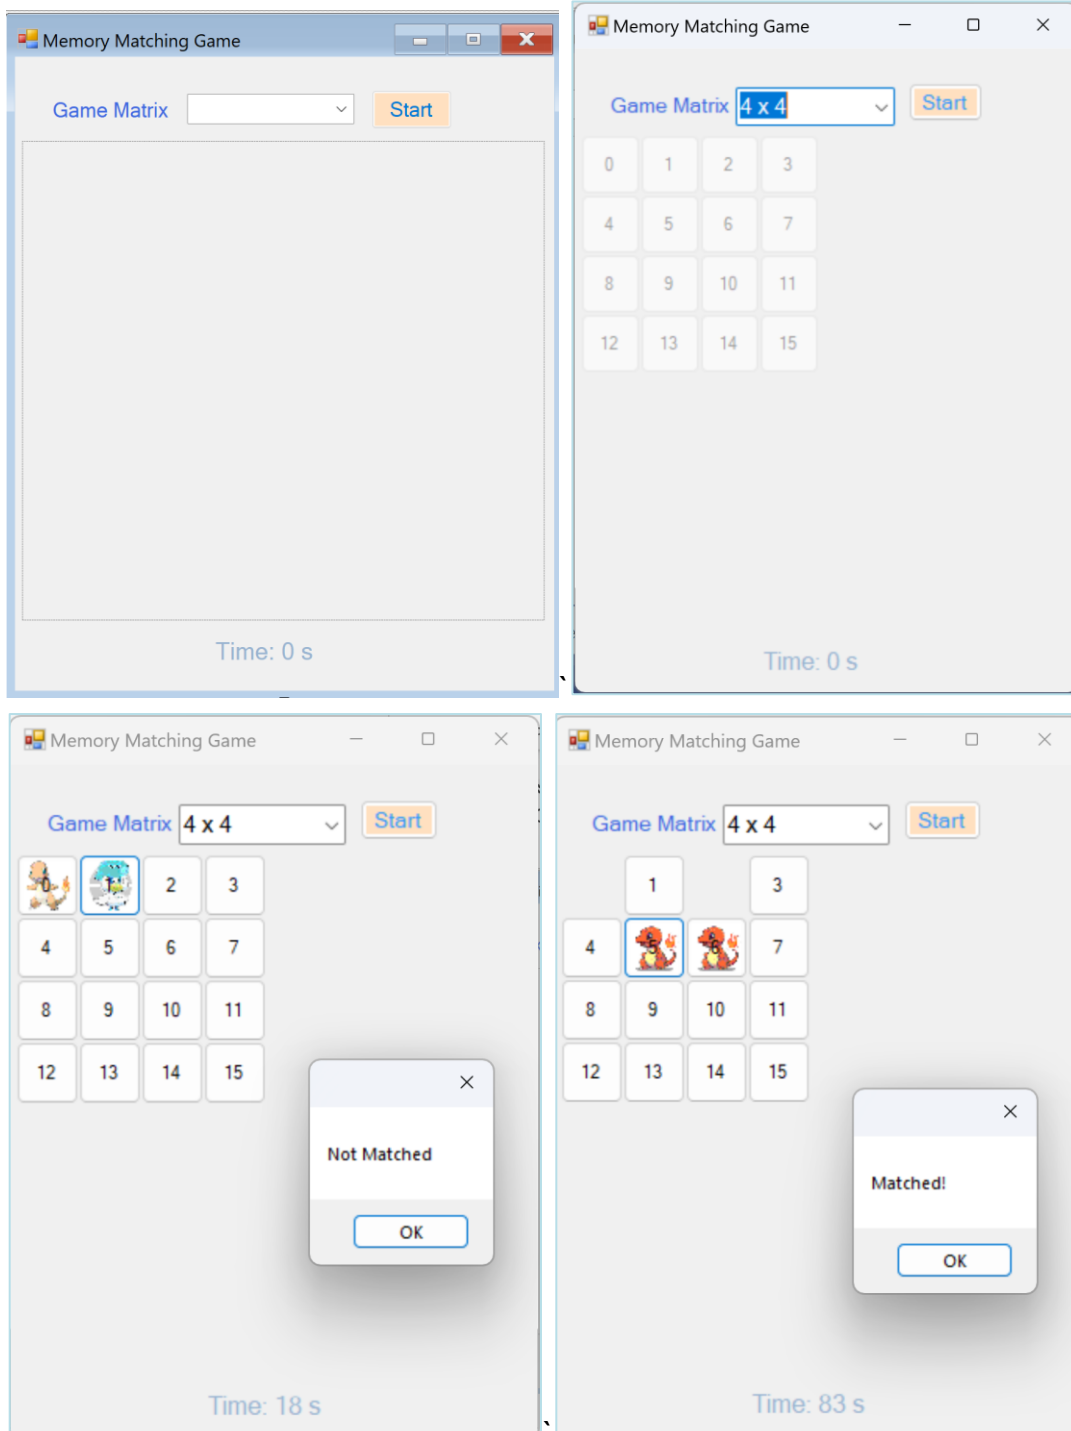 Memory Matching Game
Game Matrix Start
Time: 0 s
Memory Matching Game
Game Matrix 4 x 4 Start
0 1 2 3
4 5 6 7
8 9 10 11
12 13 14 15
Time: 0 s
`
Memory Matching Game
Game Matrix 4 x 4 Start
0 1 2 3
4 5 6 7
8 9 10 11
12 13 14 15
Not Matched
OK
Time: 18 s
`
Memory Matching Game
Game Matrix 4 x 4 Start
1 3
4 5 6 7
8 9 10 11
12 13 14 15
Matched!
OK
Time: 83 s